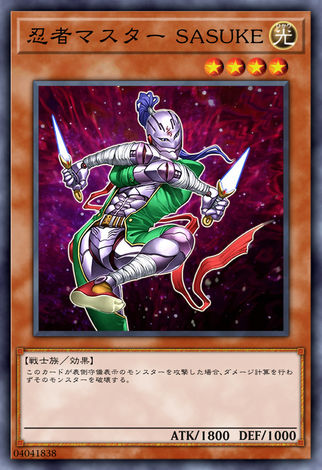 忍者マスター SASUKE
光
【戦士族／効果】
このカードが表側守備表示のモンスターを攻撃した場合、ダメージ計算を行わ
ずそのモンスターを破壊する。
ATK/1800 DEF/1000
04041838